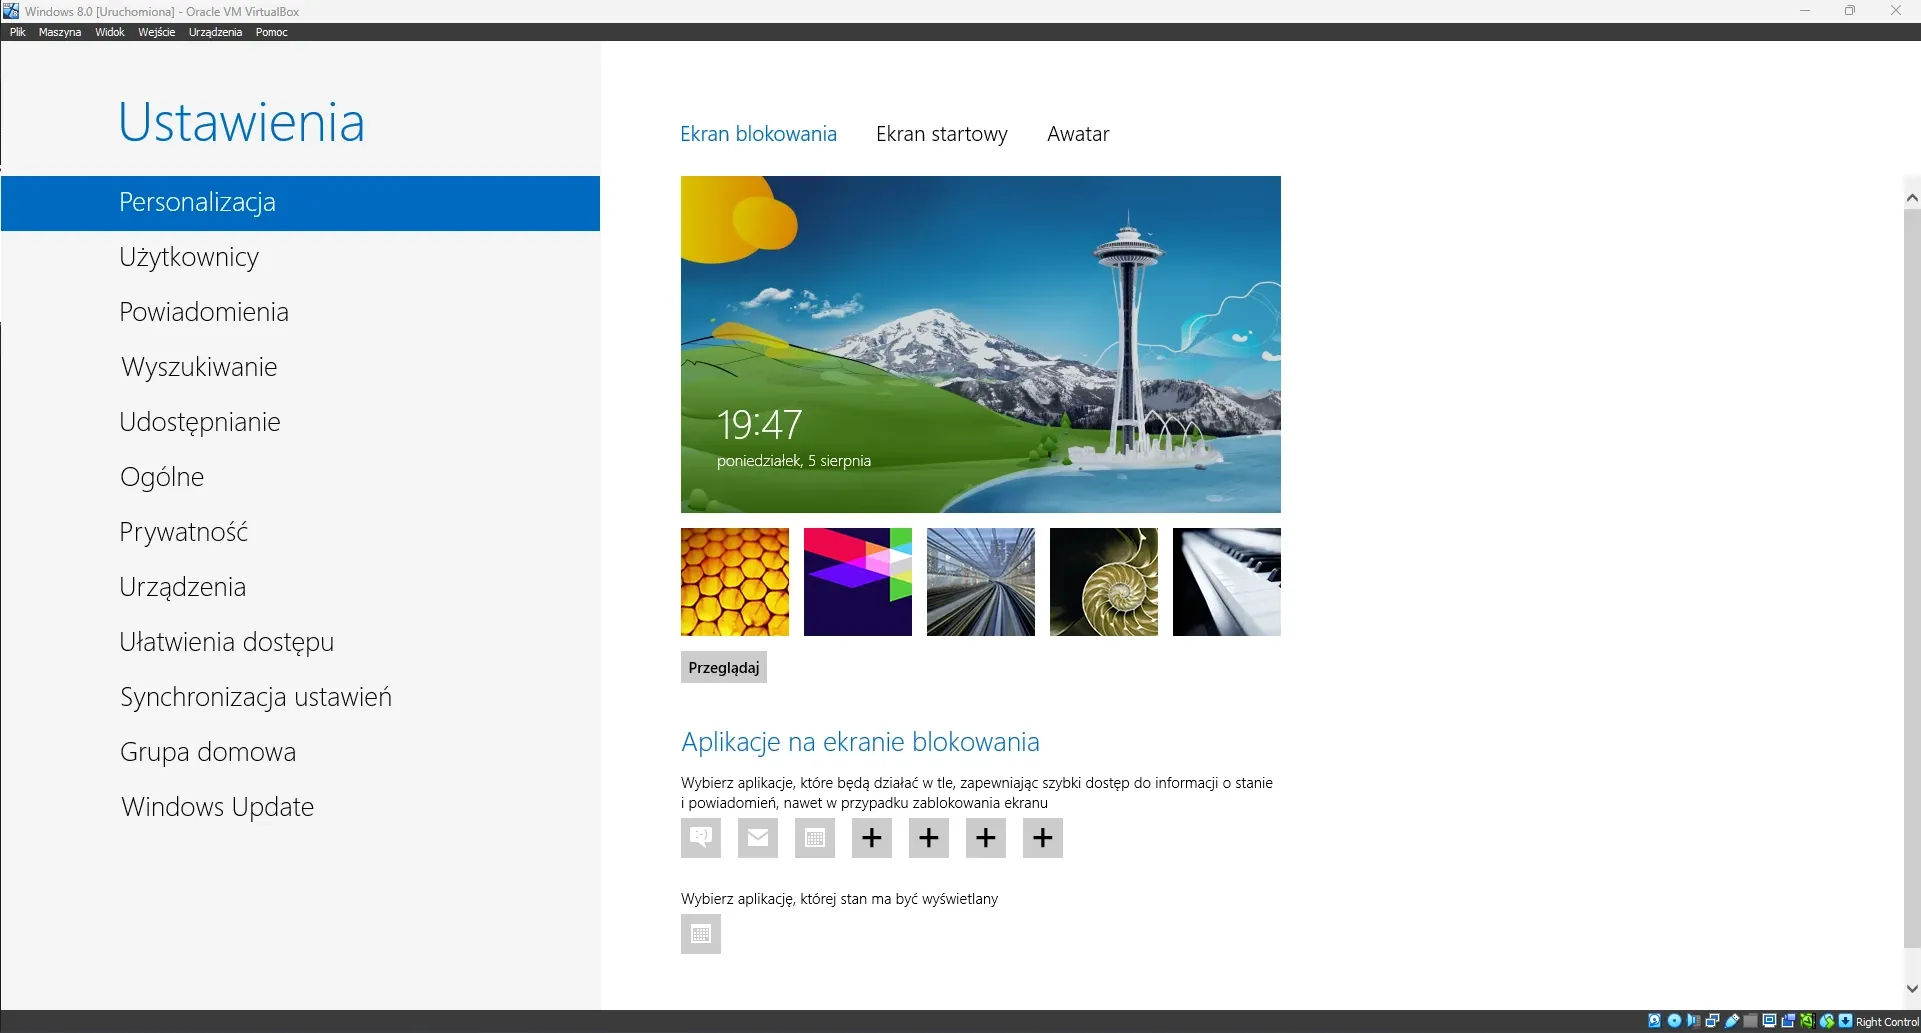 Windows 8.0 [Uruchomiona] - Oracle VM VirtualBox
Plik Maszyna Widok Wejście Urządzenia Pomoc
Ustawienia
Personalizacja
Użytkownicy
Powiadomienia
Wyszukiwanie
Udostępnianie
Ogólne
Prywatność
Urządzenia
Ułatwienia dostępu
Synchronizacja ustawień
Grupa domowa
Windows Update
Ekran blokowania Ekran startowy Awatar
19:47
poniedziałek, 5 sierpnia
Przeglądaj
Aplikacje na ekranie blokowania
Wybierz aplikacje, które będą działać w tle, zapewniając szybki dostęp do informacji o stanie
i powiadomień, nawet w przypadku zablokowania ekranu
Wybierz aplikację, której stan ma być wyświetlany
Right Control